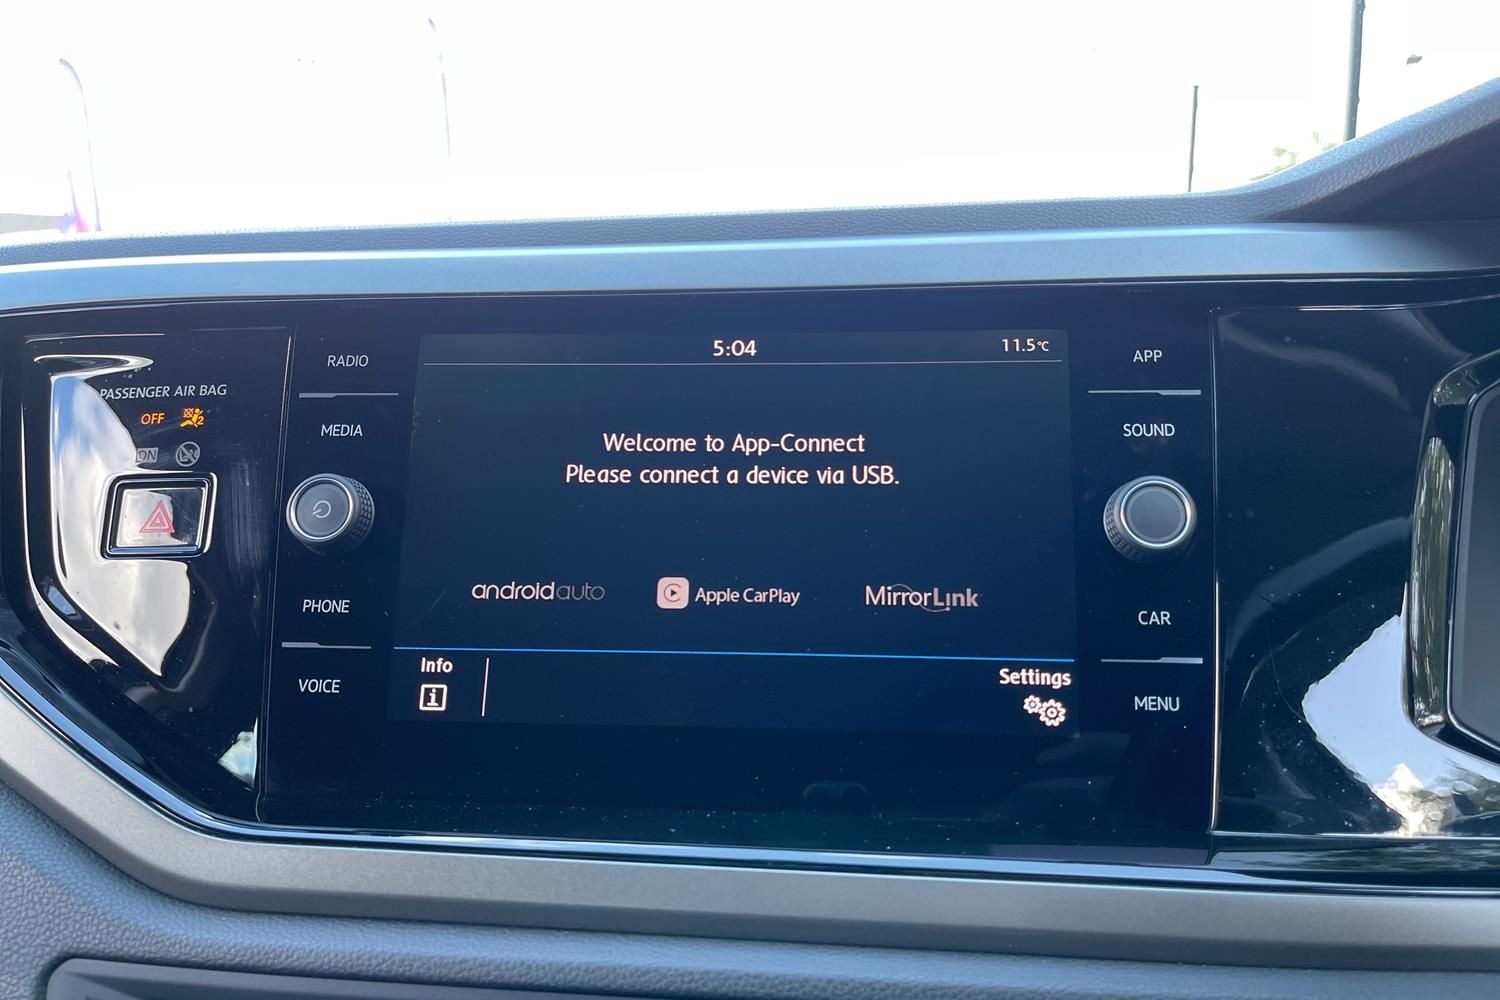 5:04
11.5°C
RADIO
MEDIA
PHONE
VOICE
PASSENGER AIR BAG
OFF
2
ON
Welcome to App-Connect
Please connect a device via USB.
androidauto
Apple CarPlay
MirrorLink
Info
i
Settings
APP
SOUND
CAR
MENU